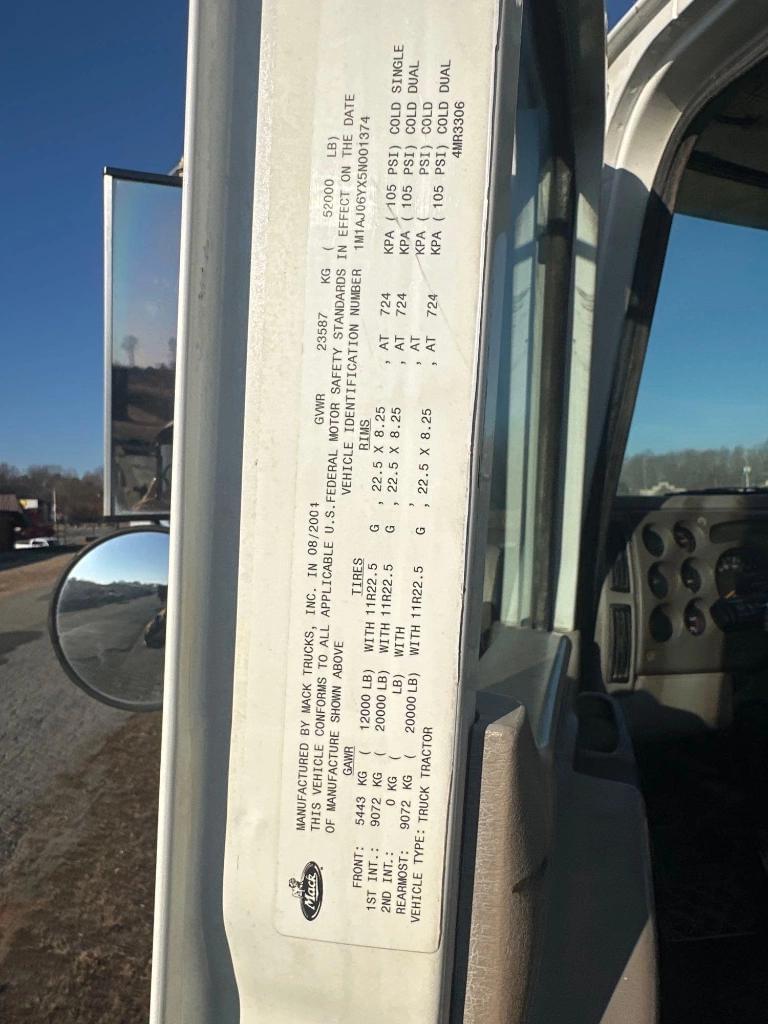 MANUFACTURED BY MACK TRUCKS, INC. IN 08/2004
THIS VEHICLE CONFORMS TO ALL APPLICABLE U.S. FEDERAL MOTOR SAFETY STANDARDS IN EFFECT ON THE DATE
OF MANUFACTURE SHOWN ABOVE
GVWR 23587 KG ( 52000 LB)
VEHICLE IDENTIFICATION NUMBER 1M1AJ06YX5N001374
GAWR TIRES RIMS
FRONT: 5443 KG ( 12000 LB) WITH 11R22.5 G , 22.5 X 8.25 , AT 724 KPA ( 105 PSI) COLD SINGLE
1ST INT.: 9072 KG ( 20000 LB) WITH 11R22.5 G , 22.5 X 8.25 , AT 724 KPA ( 105 PSI) COLD DUAL
2ND INT.: 0 KG ( LB) WITH , , AT KPA ( PSI) COLD
REARMOST: 9072 KG ( 20000 LB) WITH 11R22.5 G , 22.5 X 8.25 , AT 724 KPA ( 105 PSI) COLD DUAL
VEHICLE TYPE: TRUCK TRACTOR 4MR3306
Mack